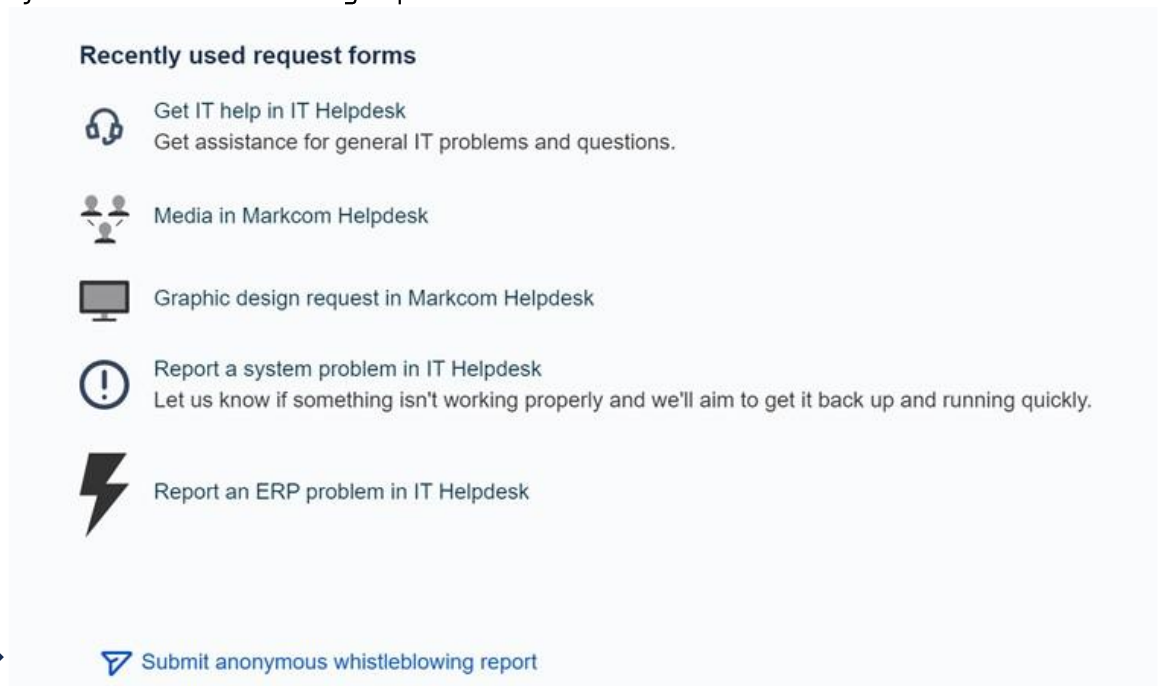 Recently used request forms
Get IT help in IT Helpdesk
Get assistance for general IT problems and questions.
Media in Markcom Helpdesk
Graphic design request in Markcom Helpdesk
Report a system problem in IT Helpdesk
Let us know if something isn't working properly and we'll aim to get it back up and running quickly.
Report an ERP problem in IT Helpdesk
Submit anonymous whistleblowing report